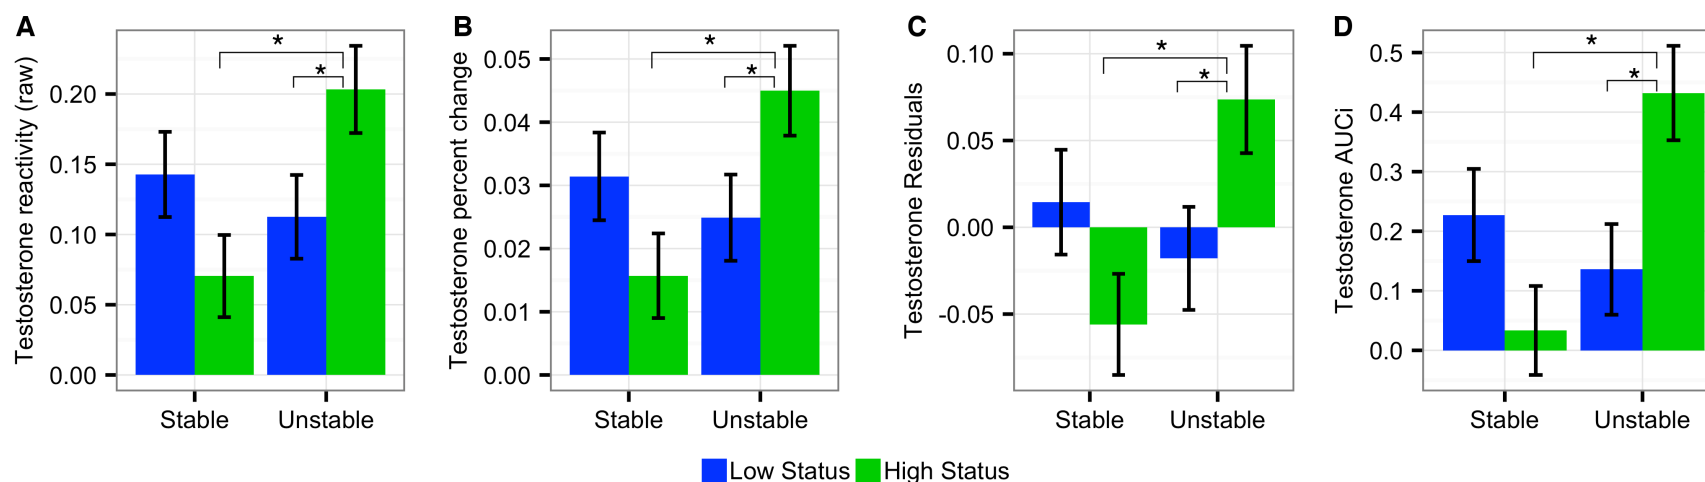 A
Testosterone reactivity (raw)
0.20
0.15
0.10
0.05
0.00
*
*
Stable Unstable
B
Testosterone percent change
0.05
0.04
0.03
0.02
0.01
0.00
*
*
Stable Unstable
C
Testosterone Residuals
0.10
0.05
0.00
-0.05
*
*
Stable Unstable
D
Testosterone AUCi
0.5
0.4
0.3
0.2
0.1
0.0
*
*
Stable Unstable
Low Status High Status